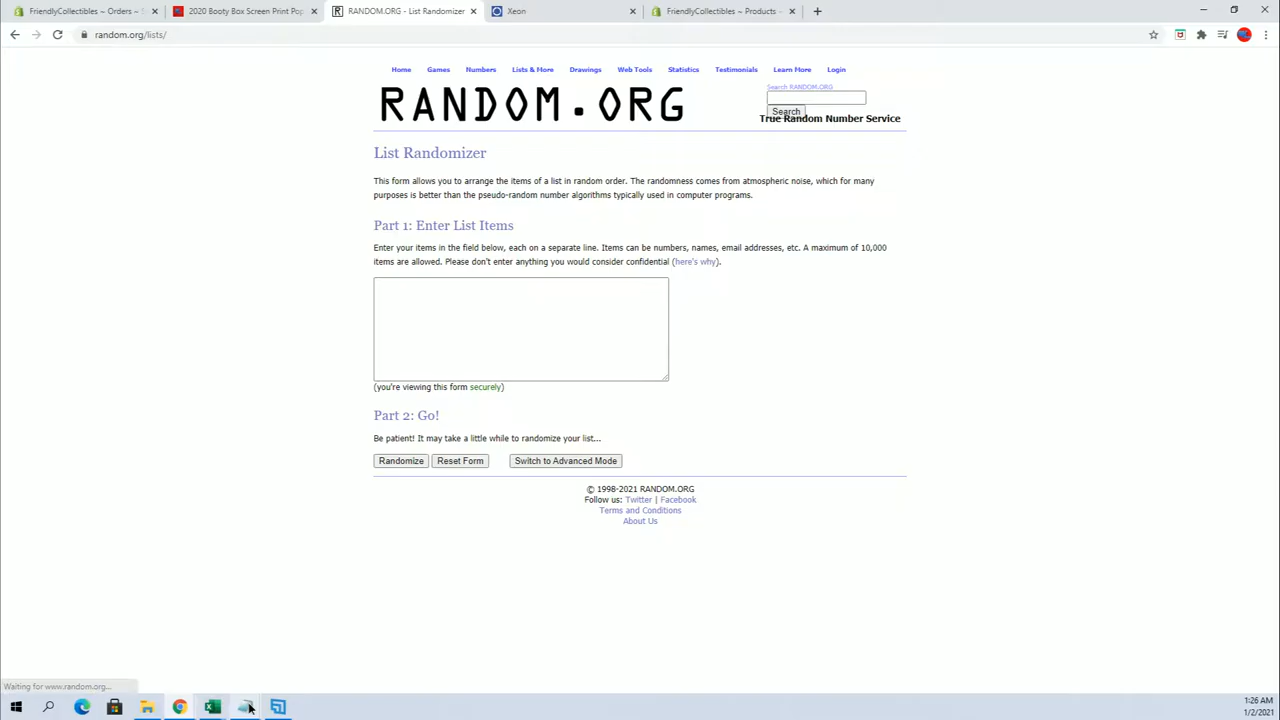 FriendlyCollectibles ~ Orders ~
2020 Booty Box Screen Print Pop
RANDOM.ORG - List Randomizer
Xeon
FriendlyCollectibles ~ Products ~
random.org/lists/
Home Games Numbers Lists & More Drawings Web Tools Statistics Testimonials Learn More Login
RANDOM.ORG
Search RANDOM.ORG
Search
True Random Number Service
List Randomizer
This form allows you to arrange the items of a list in random order. The randomness comes from atmospheric noise, which for many
purposes is better than the pseudo-random number algorithms typically used in computer programs.
Part 1: Enter List Items
Enter your items in the field below, each on a separate line. Items can be numbers, names, email addresses, etc. A maximum of 10,000
items are allowed. Please don't enter anything you would consider confidential (here's why).
(you're viewing this form securely)
Part 2: Go!
Be patient! It may take a little while to randomize your list...
Randomize Reset Form Switch to Advanced Mode
© 1998-2021 RANDOM.ORG
Follow us: Twitter | Facebook
Terms and Conditions
About Us
Waiting for www.random.org...
1:26 AM
1/2/2021